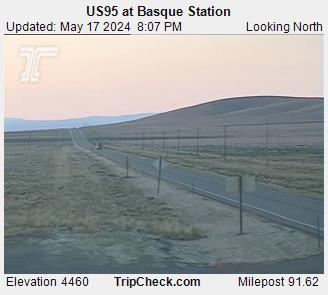 US95 at Basque Station
Updated: May 17 2024 8:07 PM Looking North
Elevation 4460 TripCheck.com Milepost 91.62